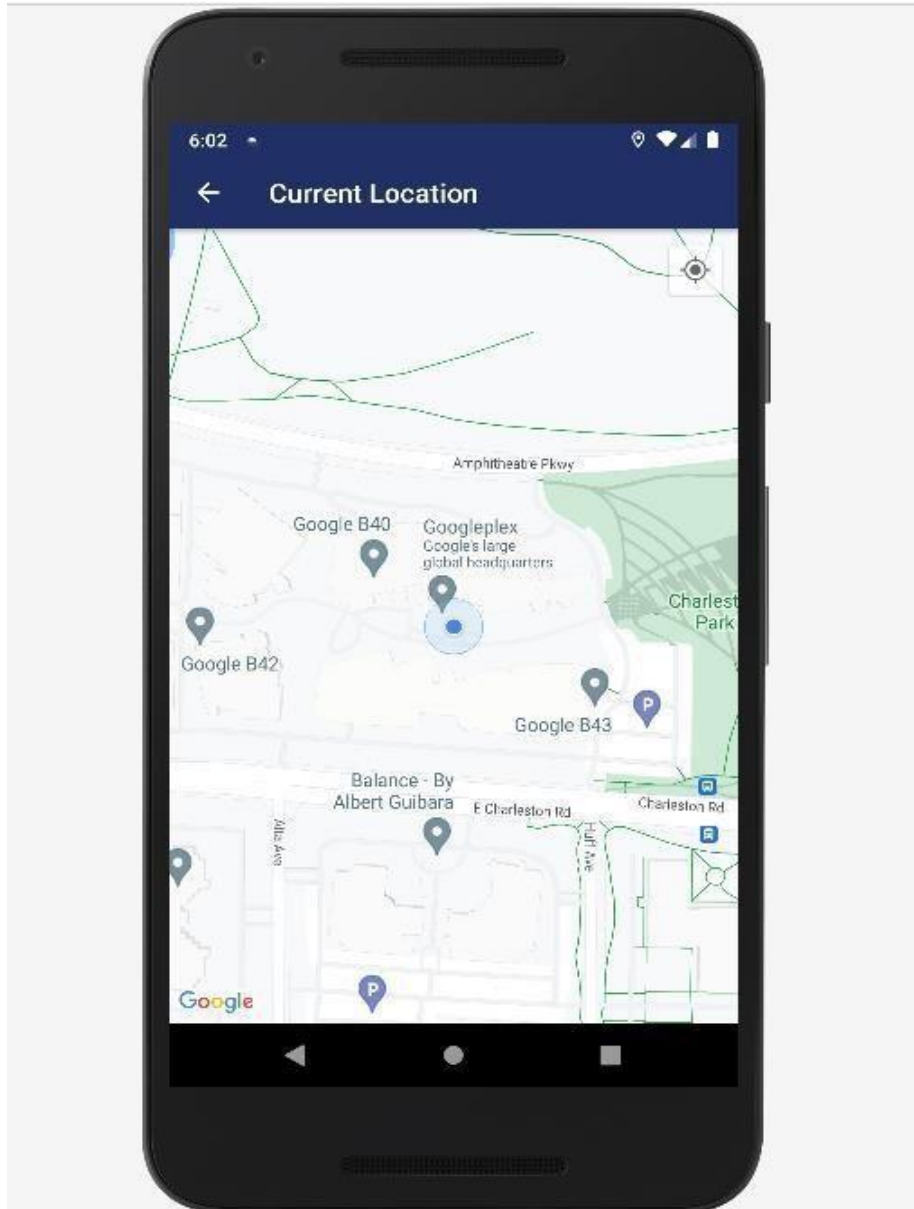 6:02
Current Location
Amphitheatre Pkwy
Google B40
Googleplex
Google's large
global headquarters
Charlest
Park
Google B42
Google B43
P
Balance - By
Albert Guibara
E Charleston Rd
Charleston Rd
Alta Ave
Huff Ave
Google
P